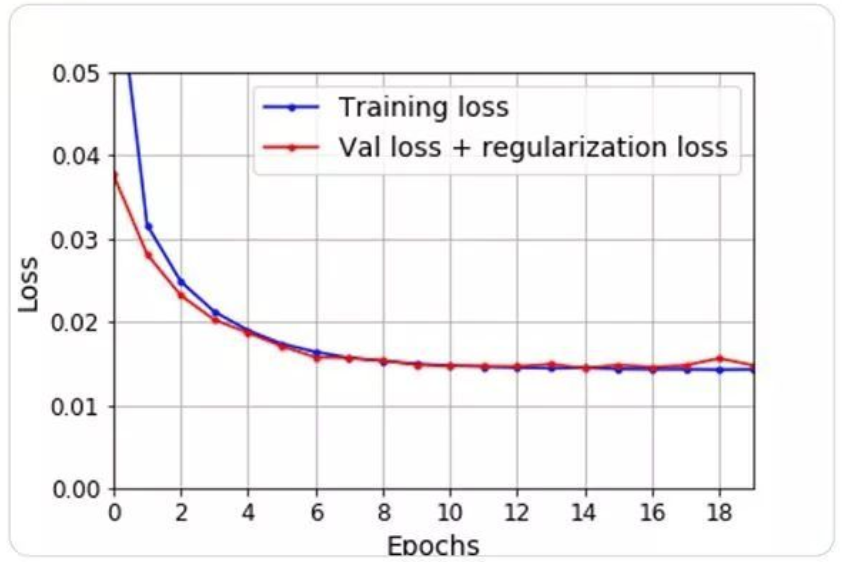 0.05
Training loss
Val loss + regularization loss
0.04
0.03
Loss
0.02
0.01
0.00
0 2 4 6 8 10 12 14 16 18
Epochs